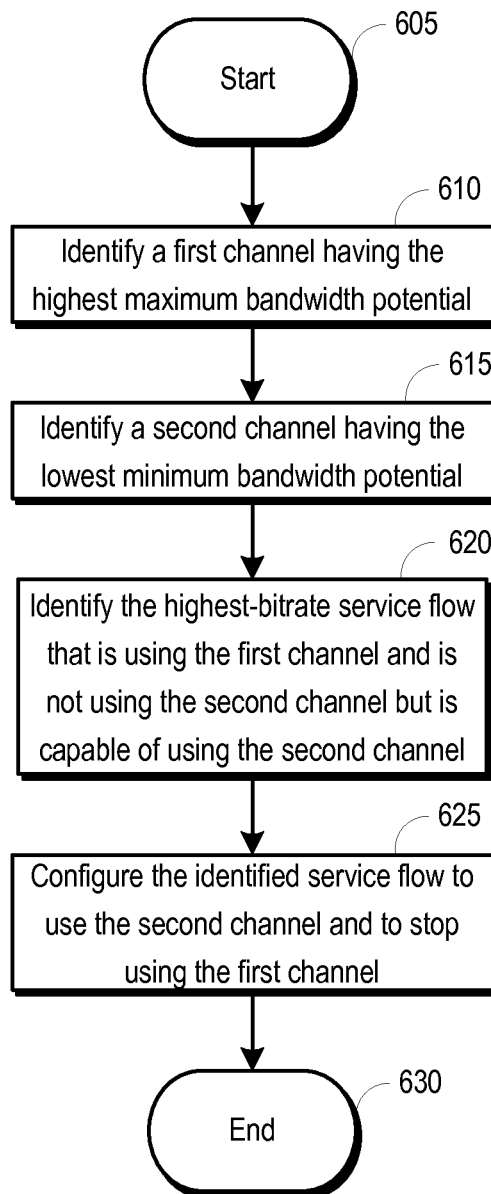 605
Start
610
Identify a first channel having the
highest maximum bandwidth potential
615
Identify a second channel having the
lowest minimum bandwidth potential
620
Identify the highest-bitrate service flow
that is using the first channel and is
not using the second channel but is
capable of using the second channel
625
Configure the identified service flow to
use the second channel and to stop
using the first channel
630
End